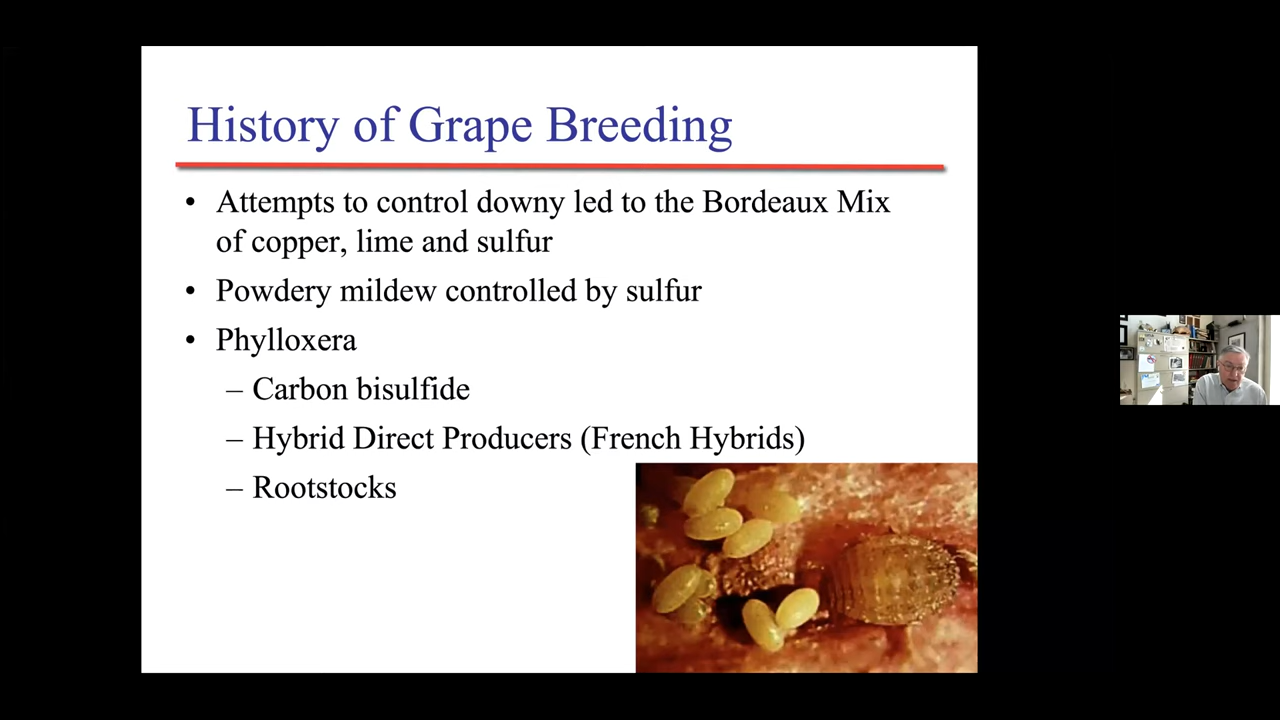 History of Grape Breeding
• Attempts to control downy led to the Bordeaux Mix
of copper, lime and sulfur
• Powdery mildew controlled by sulfur
• Phylloxera
– Carbon bisulfide
– Hybrid Direct Producers (French Hybrids)
– Rootstocks